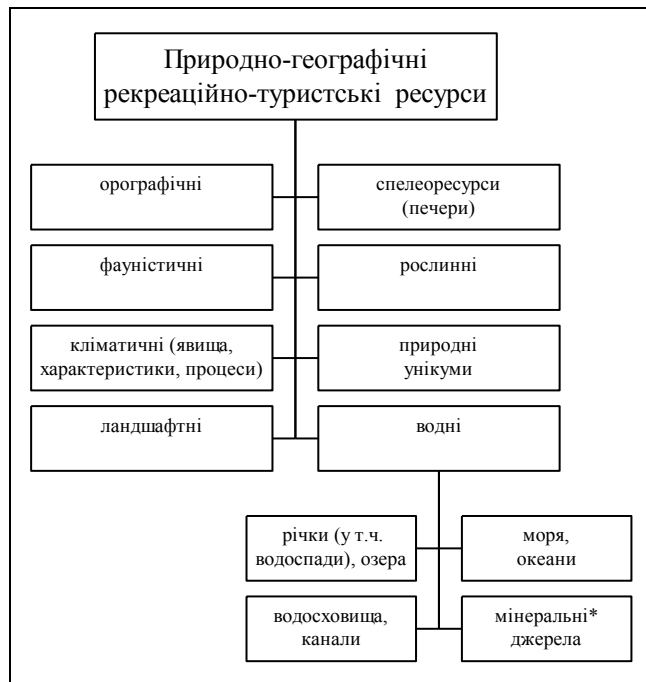 Природно-географічні
рекреаційно-туристські ресурси
орографічні
спелеоресурси
(печери)
фауністичні
рослинні
кліматичні (явища,
характеристики, процеси)
природні
унікуми
ландшафтні
водні
річки (у т.ч.
водоспади), озера
моря,
океани
водосховища,
канали
мінеральні*
джерела